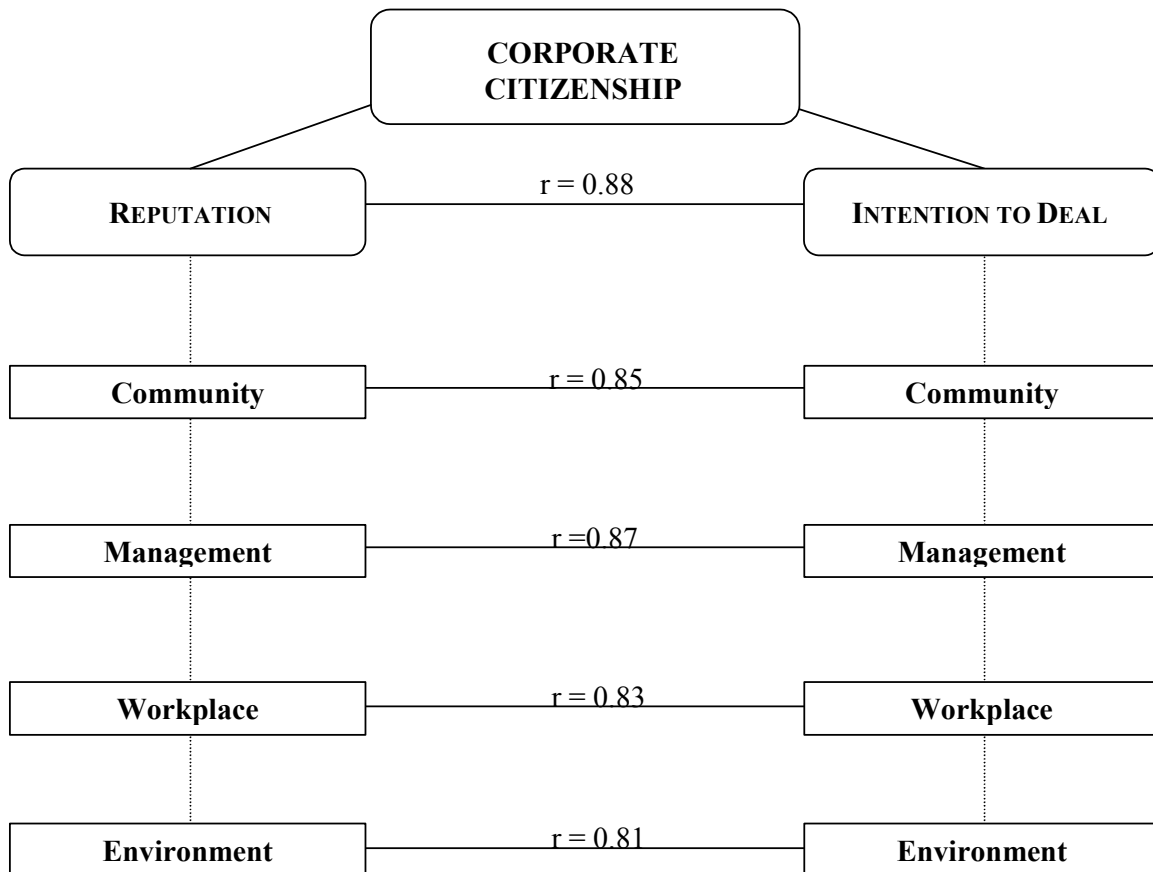 CORPORATE
CITIZENSHIP
r = 0.88
REPUTATION
INTENTION TO DEAL
r = 0.85
Community
Community
r =0.87
Management
Management
r = 0.83
Workplace
Workplace
r = 0.81
Environment
Environment